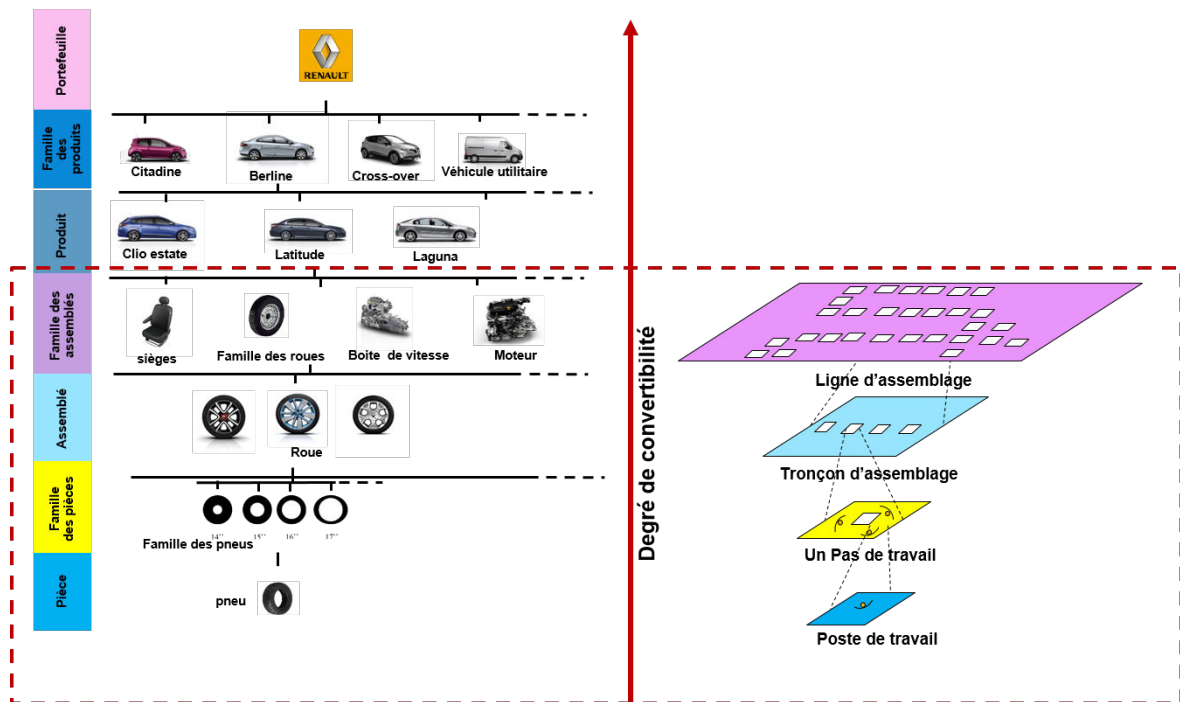 Portefeuille
RENAULT
Famille
des
produits
Citadine
Berline
Cross-over
Véhicule utilitaire
Produit
Clio estate
Latitude
Laguna
Famille des
assemblés
sièges
Famille des roues
Boite de vitesse
Moteur
Assemblé
Roue
Famille
des pièces
14''
15''
16''
17''
Famille des pneus
Pièce
pneu
Degré de convertibilité
Ligne d'assemblage
Tronçon d'assemblage
Un Pas de travail
Poste de travail